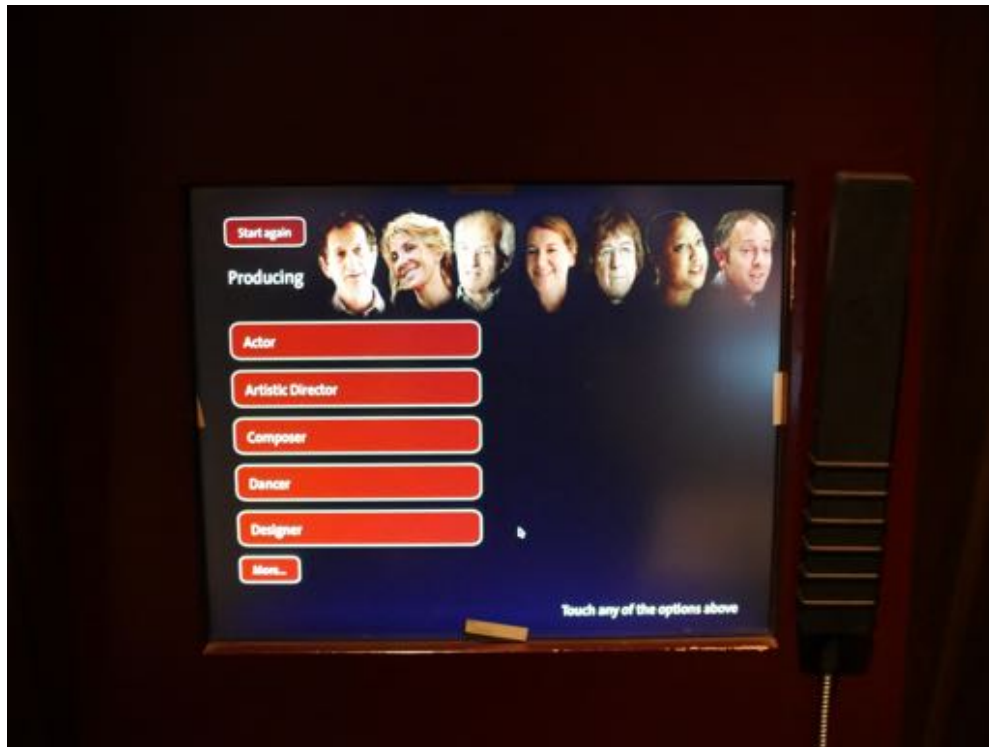 Start again
Producing
Actor
Artistic Director
Composer
Dancer
Designer
More...
Touch any of the options above